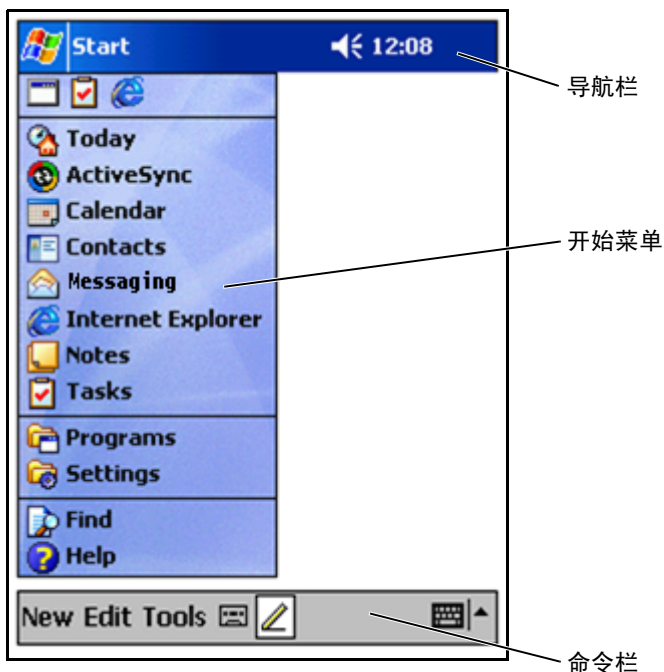 Start 12:08
导航栏
Today
ActiveSync
Calendar
Contacts
开始菜单
Messaging
Internet Explorer
Notes
Tasks
Programs
Settings
Find
Help
New Edit Tools
命令栏